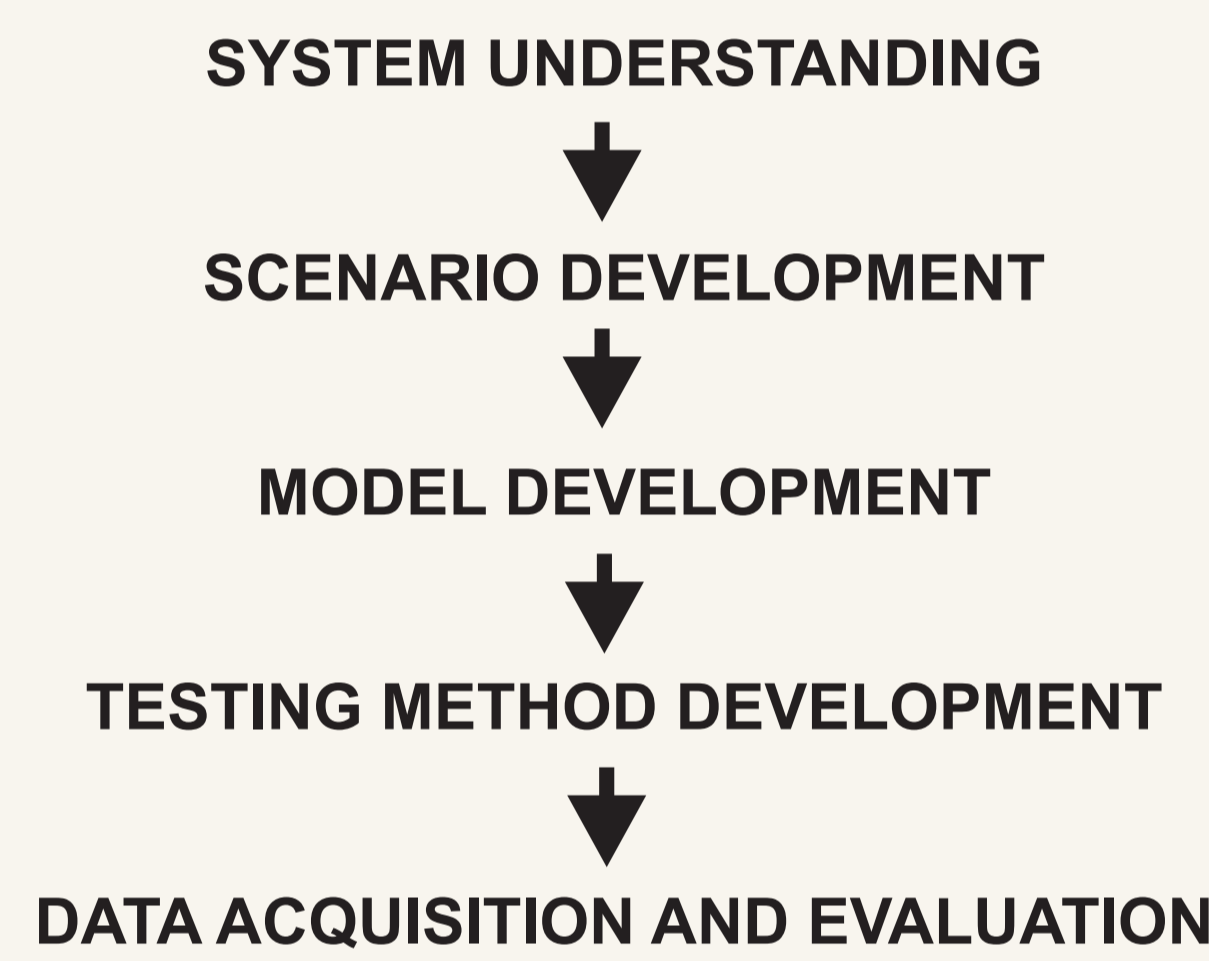 SYSTEM UNDERSTANDING
SCENARIO DEVELOPMENT
MODEL DEVELOPMENT
TESTING METHOD DEVELOPMENT
DATA ACQUISITION AND EVALUATION